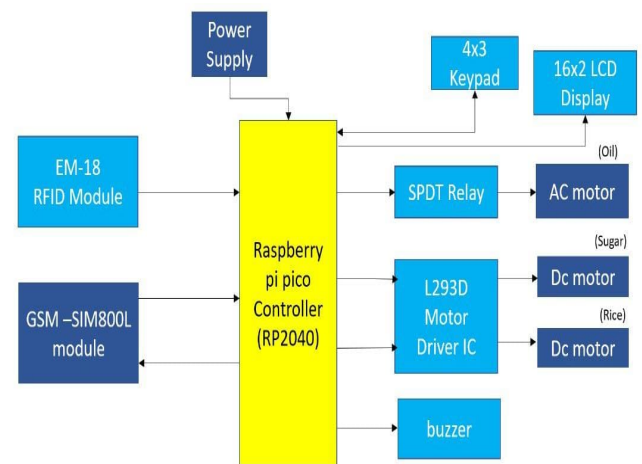 Power
Supply
4x3
Keypad
16x2 LCD
Display
EM-18
RFID Module
Raspberry
pi pico
Controller
(RP2040)
SPDT Relay
(Oil)
AC motor
GSM –SIM800L
module
L293D
Motor
Driver IC
(Sugar)
Dc motor
(Rice)
Dc motor
buzzer